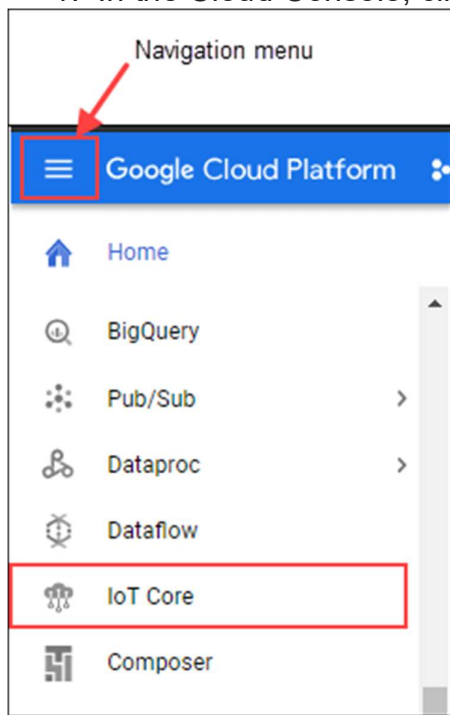 Navigation menu
Google Cloud Platform
Home
BigQuery
Pub/Sub
Dataproc
Dataflow
IoT Core
Composer